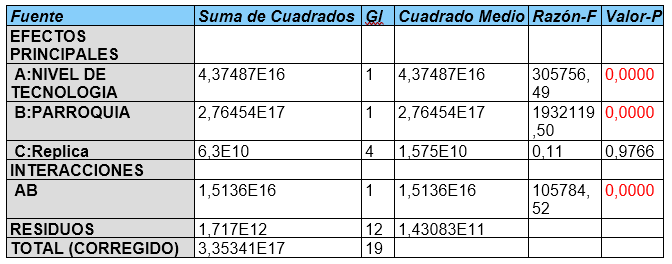 Fuente Suma de Cuadrados Gl Cuadrado Medio Razón-F Valor-P
EFECTOS
PRINCIPALES
A:NIVEL DE 4,37487E16 1 4,37487E16 305756, 0,0000
TECNOLOGIA 49
B:PARROQUIA 2,76454E17 1 2,76454E17 1932119 0,0000
,50
C:Replica 6,3E10 4 1,575E10 0,11 0,9766
INTERACCIONES
AB 1,5136E16 1 1,5136E16 105784, 0,0000
52
RESIDUOS 1,717E12 12 1,43083E11
TOTAL (CORREGIDO) 3,35341E17 19